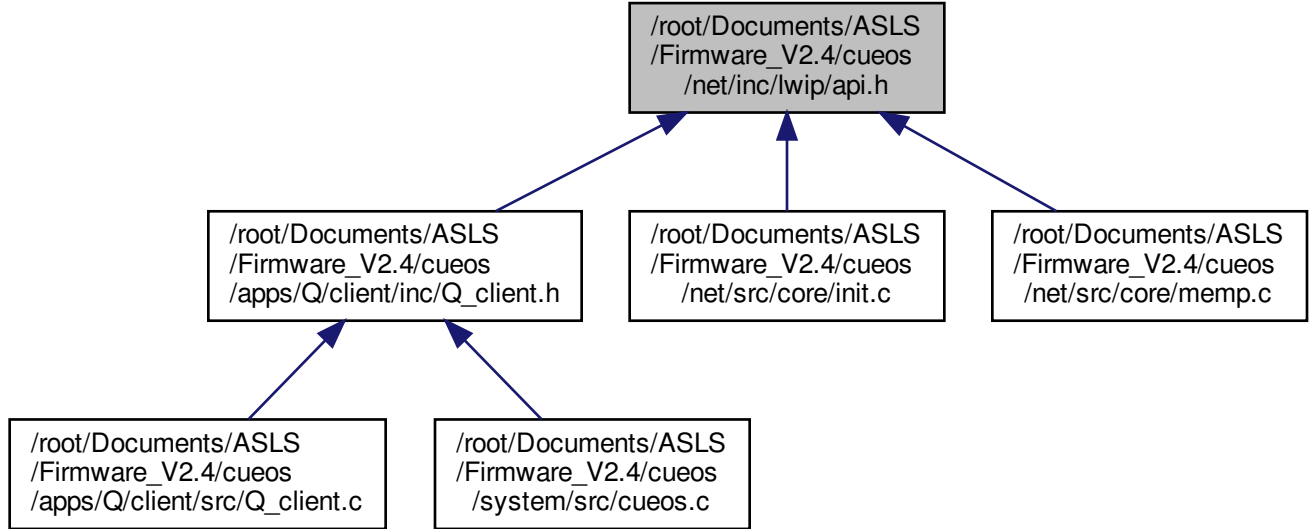 /root/Documents/ASLS
/Firmware_V2.4/cueos
/net/inc/lwip/api.h
/root/Documents/ASLS
/Firmware_V2.4/cueos
/apps/Q/client/inc/Q_client.h
/root/Documents/ASLS
/Firmware_V2.4/cueos
/net/src/core/init.c
/root/Documents/ASLS
/Firmware_V2.4/cueos
/net/src/core/memp.c
/root/Documents/ASLS
/Firmware_V2.4/cueos
/apps/Q/client/src/Q_client.c
/root/Documents/ASLS
/Firmware_V2.4/cueos
/system/src/cueos.c